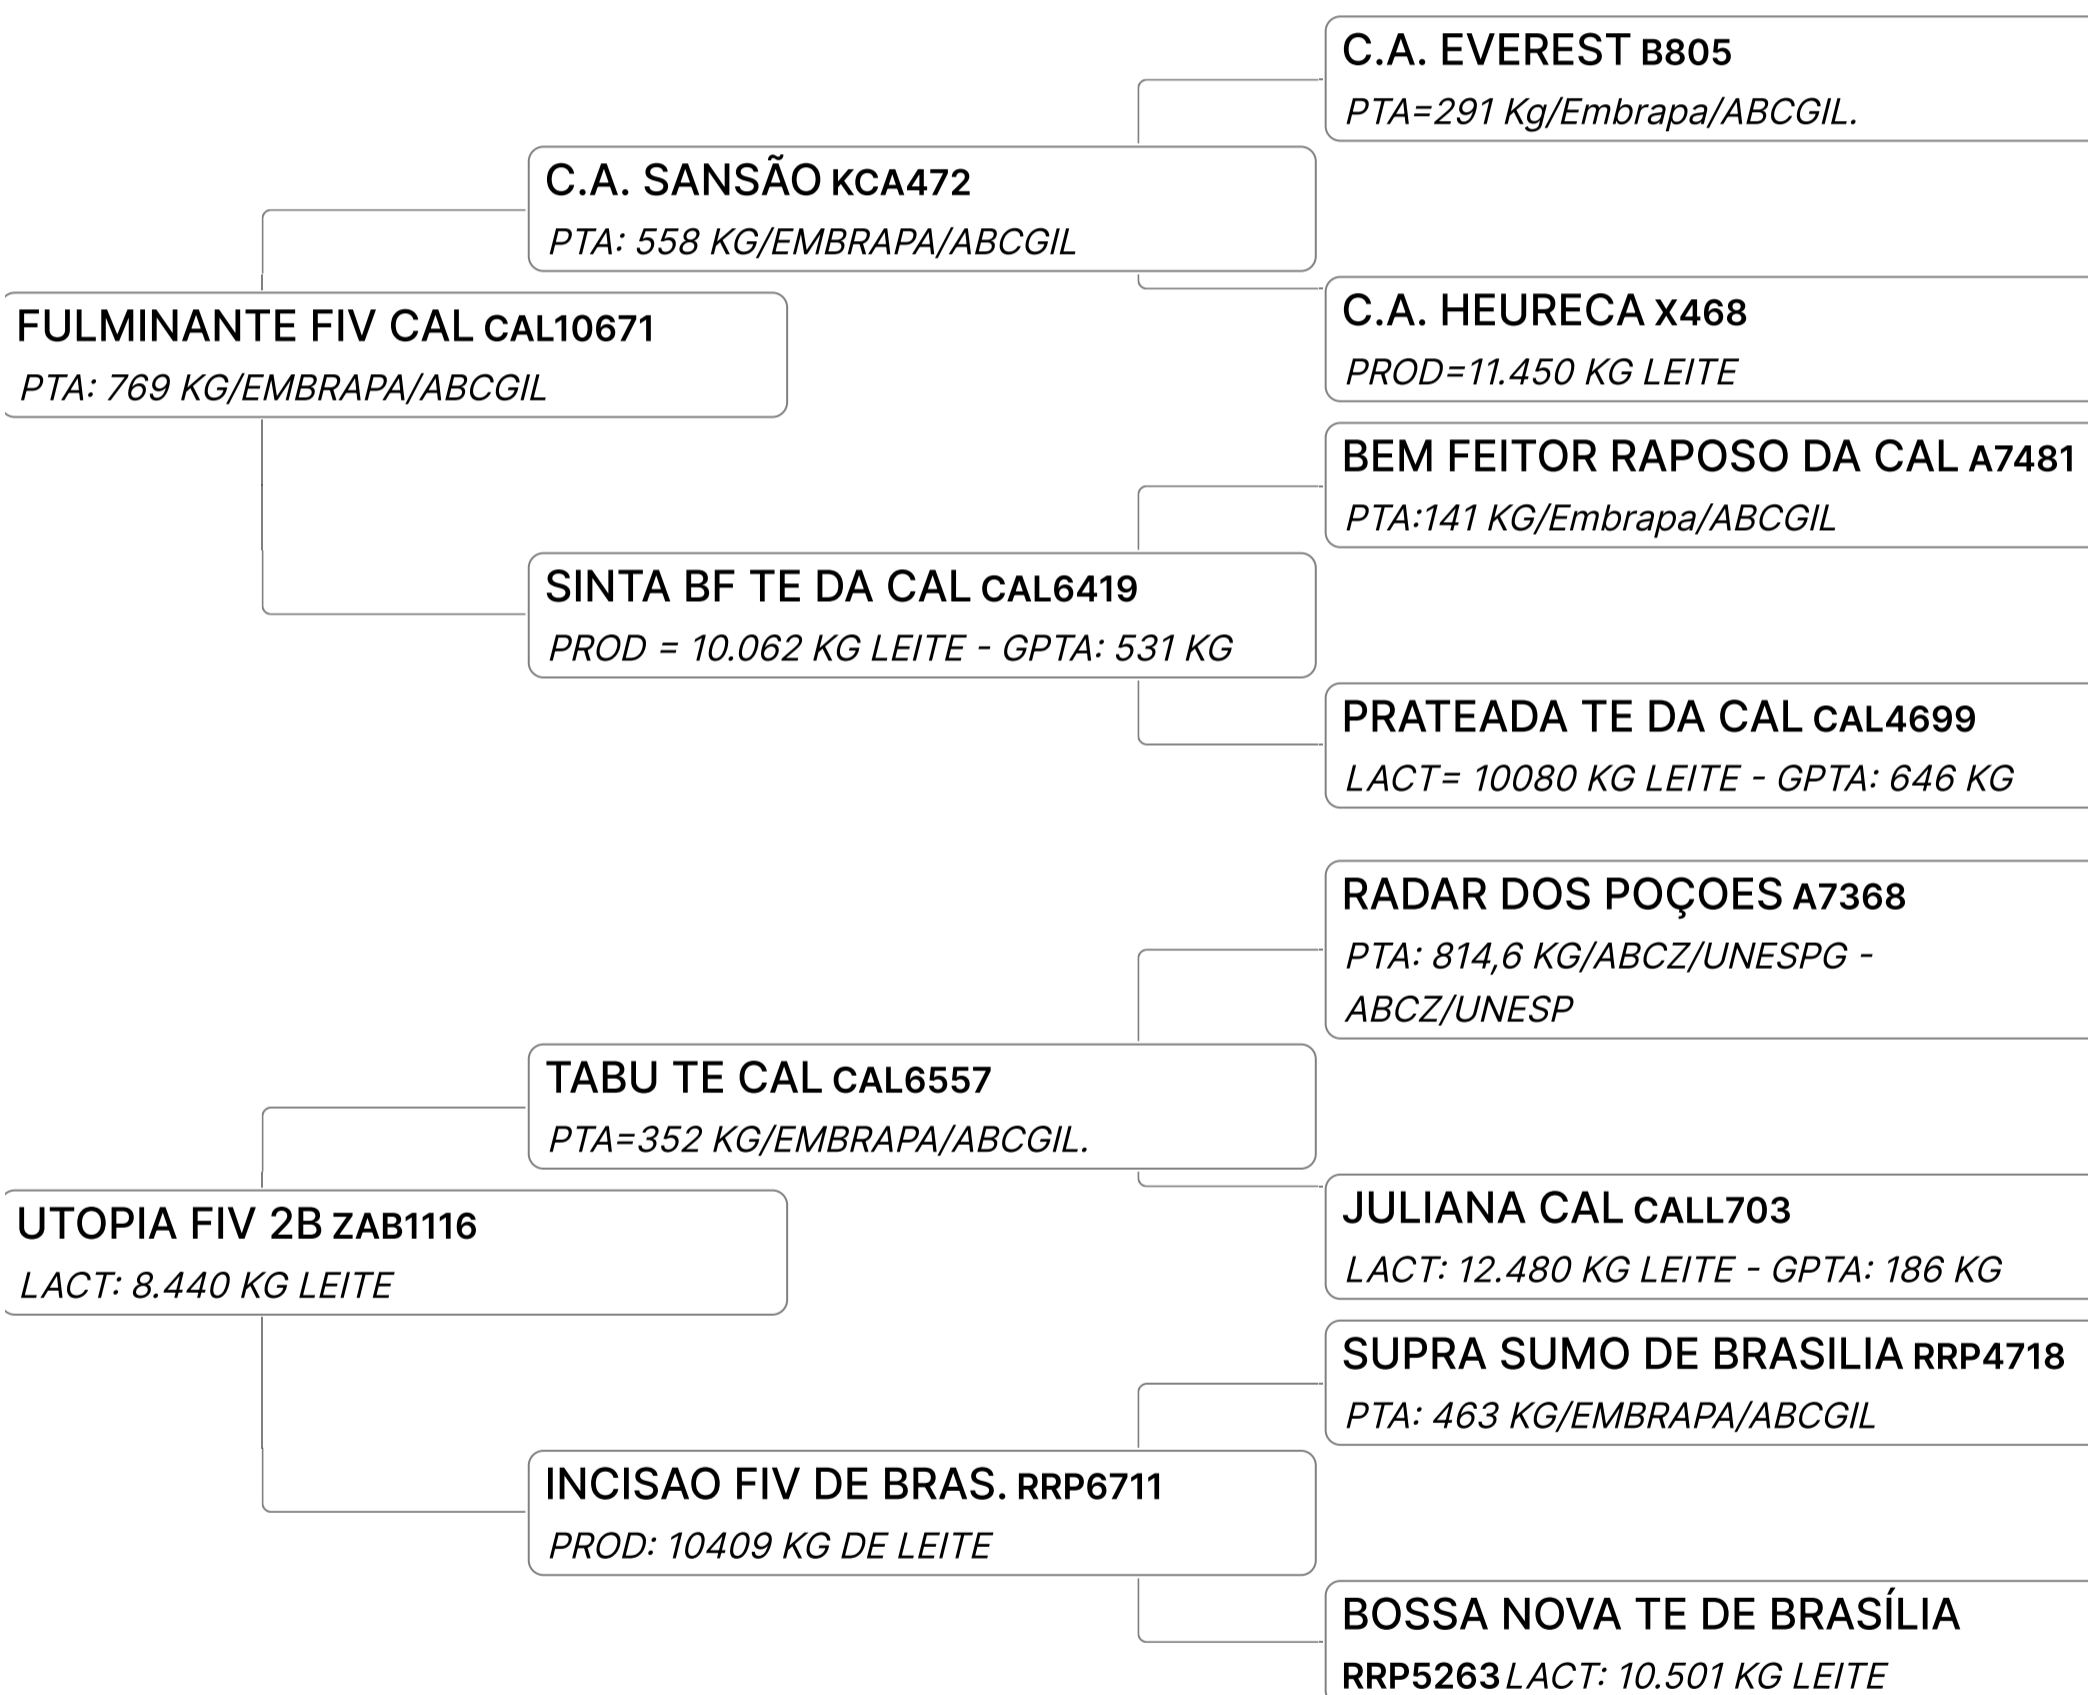 C.A. EVEREST B805
PTA=291 Kg/Embrapa/ABCGIL.
C.A. SANSÃO KCA472
PTA: 558 KG/EMBRAPA/ABCGIL
C.A. HEURECA X468
PROD=11.450 KG LEITE
FULMINANTE FIV CAL CAL10671
PTA: 769 KG/EMBRAPA/ABCGIL
BEM FEITOR RAPOSO DA CAL A7481
PTA:141 KG/Embrapa/ABCGIL
SINTA BF TE DA CAL CAL6419
PROD = 10.062 KG LEITE - GPTA: 531 KG
PRATEADA TE DA CAL CAL4699
LACT= 10080 KG LEITE - GPTA: 646 KG
RADAR DOS POÇOES A7368
PTA: 814,6 KG/ABCZ/UNESPG -
ABCZ/UNESP
TABU TE CAL CAL6557
PTA=352 KG/EMBRAPA/ABCGIL.
JULIANA CAL CALL703
LACT: 12.480 KG LEITE - GPTA: 186 KG
UTOPIA FIV 2B ZAB1116
LACT: 8.440 KG LEITE
SUPRA SUMO DE BRASILIA RRP4718
PTA: 463 KG/EMBRAPA/ABCGIL
INCISAO FIV DE BRAS. RRP6711
PROD: 10409 KG DE LEITE
BOSSA NOVA TE DE BRASÍLIA
RRP5263 LACT: 10.501 KG LEITE